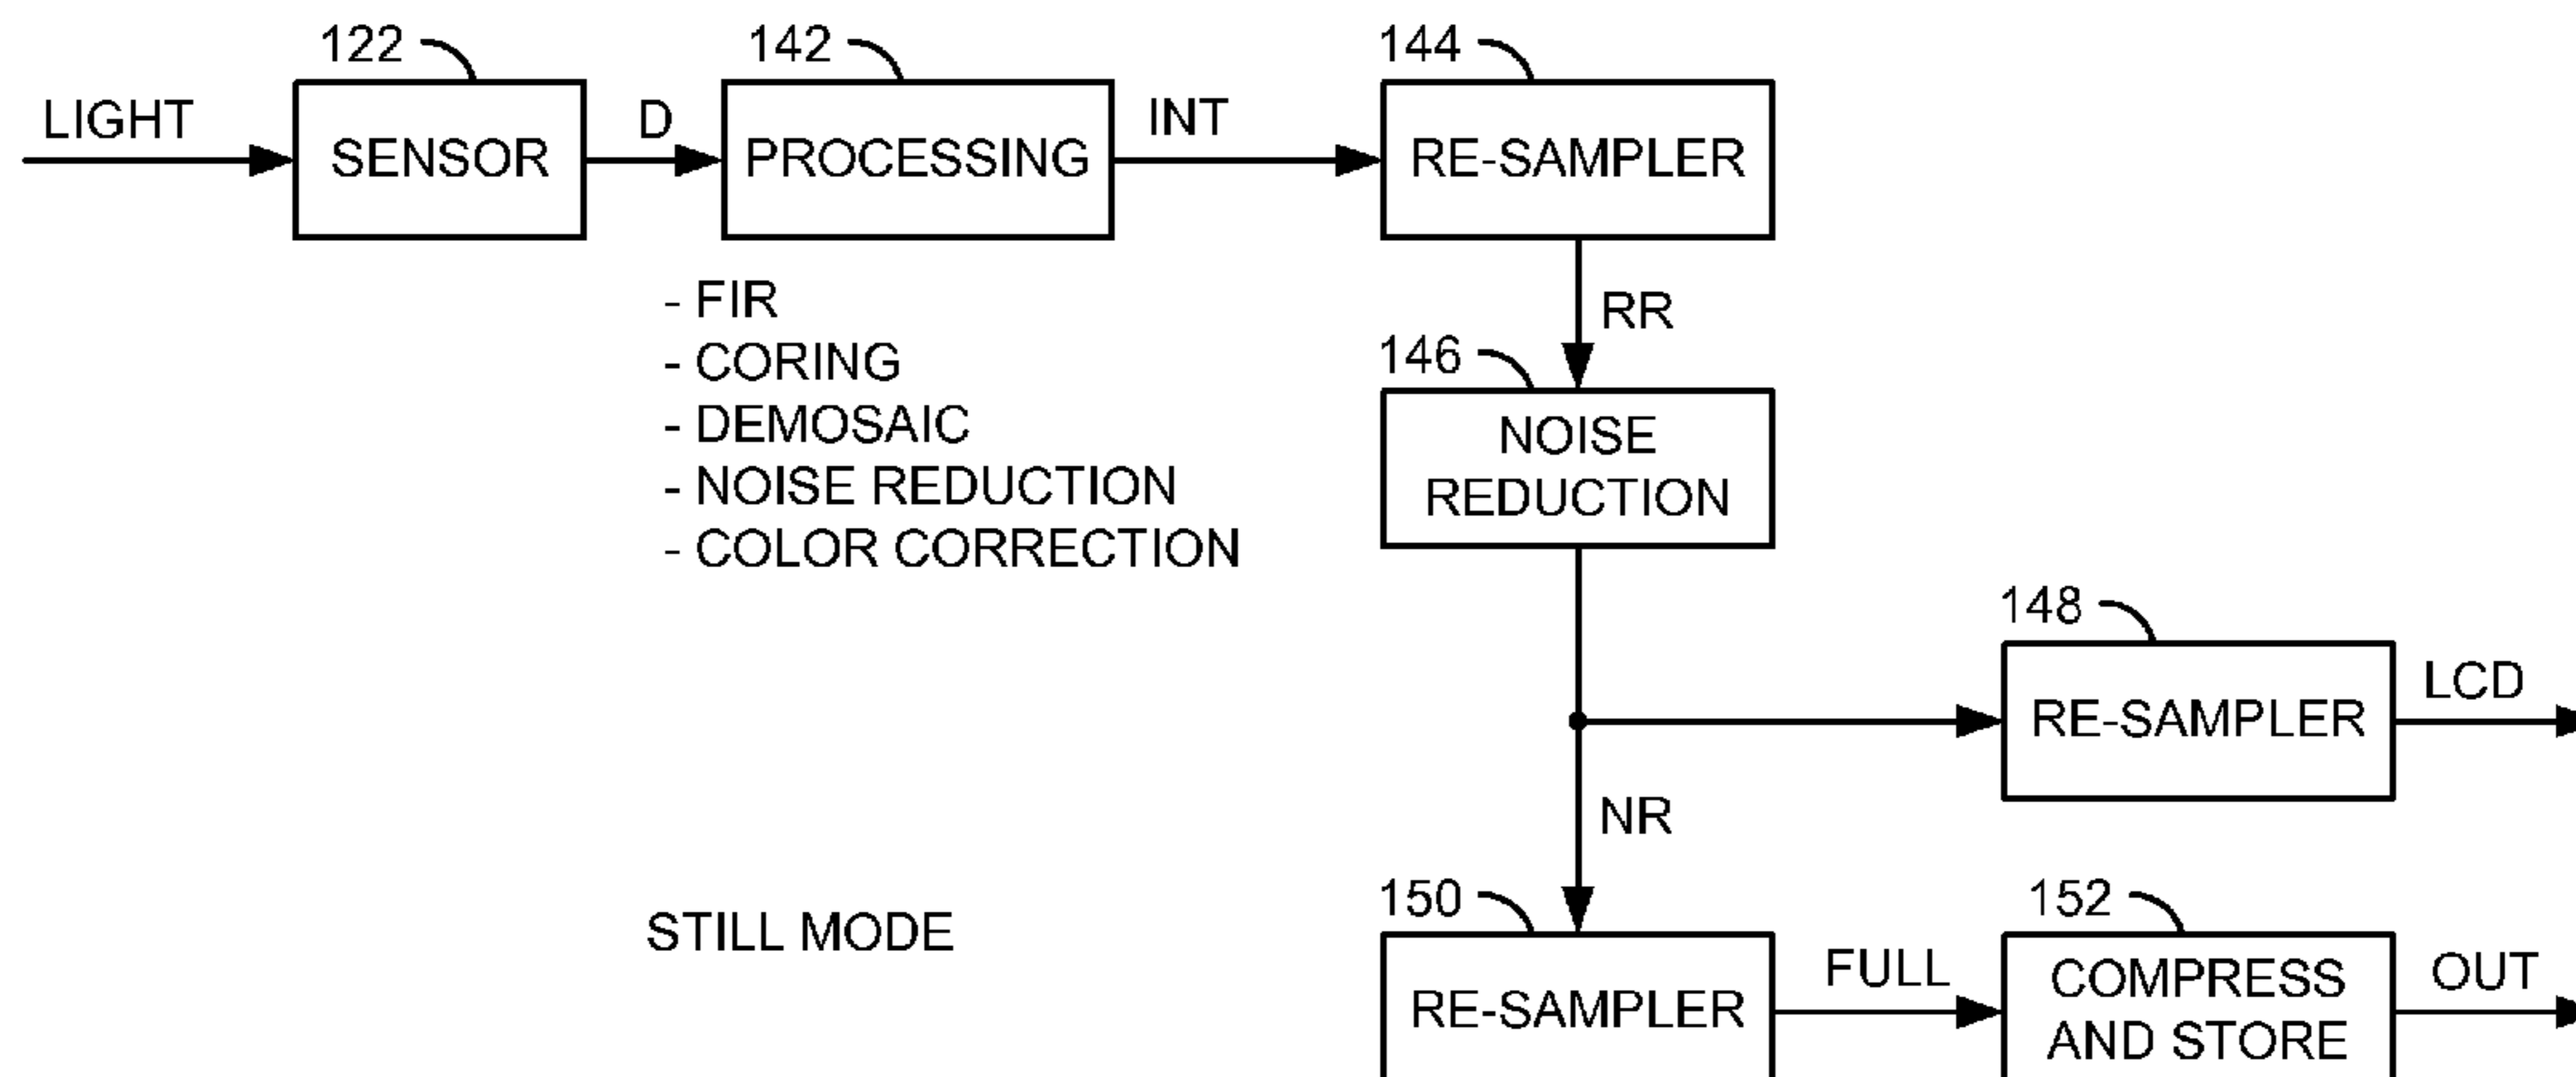 122
142
144
LIGHT
SENSOR
D
PROCESSING
INT
RE-SAMPLER
- FIR
- CORING
- DEMOSAIC
- NOISE REDUCTION
- COLOR CORRECTION
RR
146
NOISE
REDUCTION
148
RE-SAMPLER
LCD
NR
STILL MODE
150
RE-SAMPLER
FULL
152
COMPRESS
AND STORE
OUT